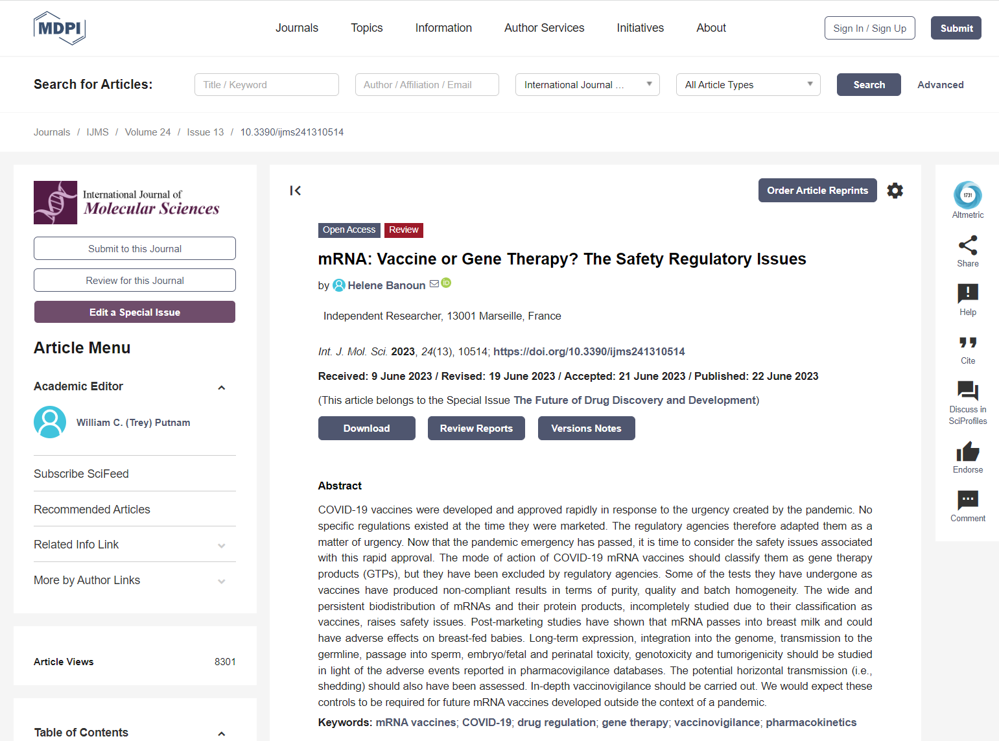 MDPI
Journals
Topics
Information
Author Services
Initiatives
About
Sign In / Sign Up
Submit
Search for Articles:
Title / Keyword
Author / Affiliation / Email
International Journal ...
All Article Types
Search
Advanced
Journals / IJMS / Volume 24 / Issue 13 / 10.3390/ijms241310514
International Journal of
Molecular Sciences
Submit to this Journal
Review for this Journal
Edit a Special Issue
Article Menu
Academic Editor
William C. (Trey) Putnam
Subscribe SciFeed
Recommended Articles
Related Info Link
More by Author Links
Article Views 8301
Table of Contents
Order Article Reprints
Open Access Review
mRNA: Vaccine or Gene Therapy? The Safety Regulatory Issues
by Helene Banoun iD
Independent Researcher, 13001 Marseille, France
Int. J. Mol. Sci. 2023, 24(13), 10514; https://doi.org/10.3390/ijms241310514
Received: 9 June 2023 / Revised: 19 June 2023 / Accepted: 21 June 2023 / Published: 22 June 2023
(This article belongs to the Special Issue The Future of Drug Discovery and Development)
Download
Review Reports
Versions Notes
Abstract
COVID-19 vaccines were developed and approved rapidly in response to the urgency created by the pandemic. No
specific regulations existed at the time they were marketed. The regulatory agencies therefore adapted them as a
matter of urgency. Now that the pandemic emergency has passed, it is time to consider the safety issues associated
with this rapid approval. The mode of action of COVID-19 mRNA vaccines should classify them as gene therapy
products (GTPs), but they have been excluded by regulatory agencies. Some of the tests they have undergone as
vaccines have produced non-compliant results in terms of purity, quality and batch homogeneity. The wide and
persistent biodistribution of mRNAs and their protein products, incompletely studied due to their classification as
vaccines, raises safety issues. Post-marketing studies have shown that mRNA passes into breast milk and could
have adverse effects on breast-fed babies. Long-term expression, integration into the genome, transmission to the
germline, passage into sperm, embryo/fetal and perinatal toxicity, genotoxicity and tumorigenicity should be studied
in light of the adverse events reported in pharmacovigilance databases. The potential horizontal transmission (i.e.,
shedding) should also have been assessed. In-depth vaccinovigilance should be carried out. We would expect these
controls to be required for future mRNA vaccines developed outside the context of a pandemic.
Keywords: mRNA vaccines; COVID-19; drug regulation; gene therapy; vaccinovigilance; pharmacokinetics
1731
Altmetric
Share
Help
Cite
Discuss in
SciProfiles
Endorse
Comment